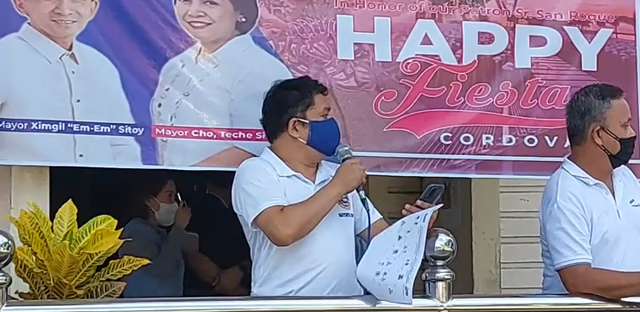 In Honor of our Patron Sr. San Roque
HAPPY
Fiesta
CORDOVA
Mayor Ximgil "Em-Em" Sitoy
Mayor Cho, Teche Si